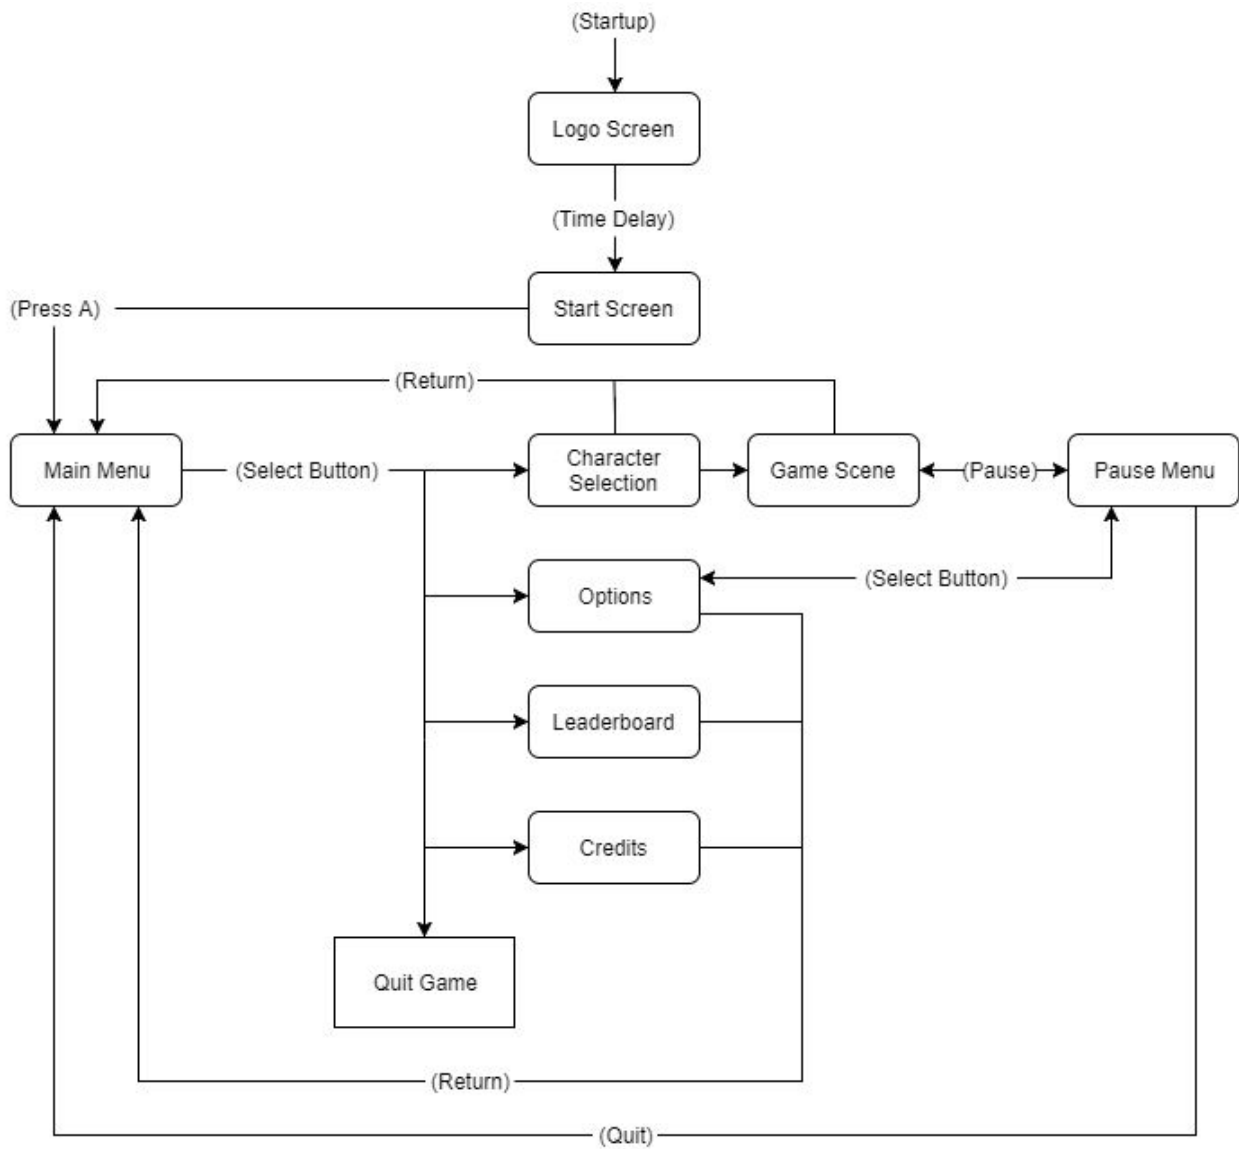 (Startup)
Logo Screen
(Time Delay)
(Press A)
Start Screen
(Return)
Main Menu
(Select Button)
Character
Selection
Game Scene
(Pause)
Pause Menu
Options
(Select Button)
Leaderboard
Credits
Quit Game
(Return)
(Quit)